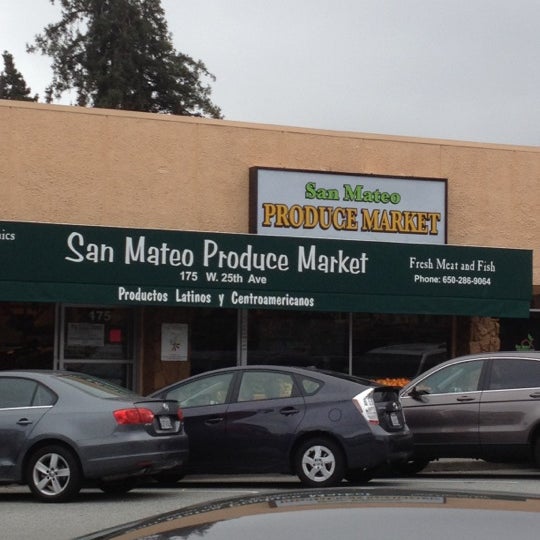 San Mateo
PRODUCE MARKET
San Mateo Produce Market
175 W. 25th Ave
Productos Latinos y Centroamericanos
Fresh Meat and Fish
Phone: 650-286-9064
175